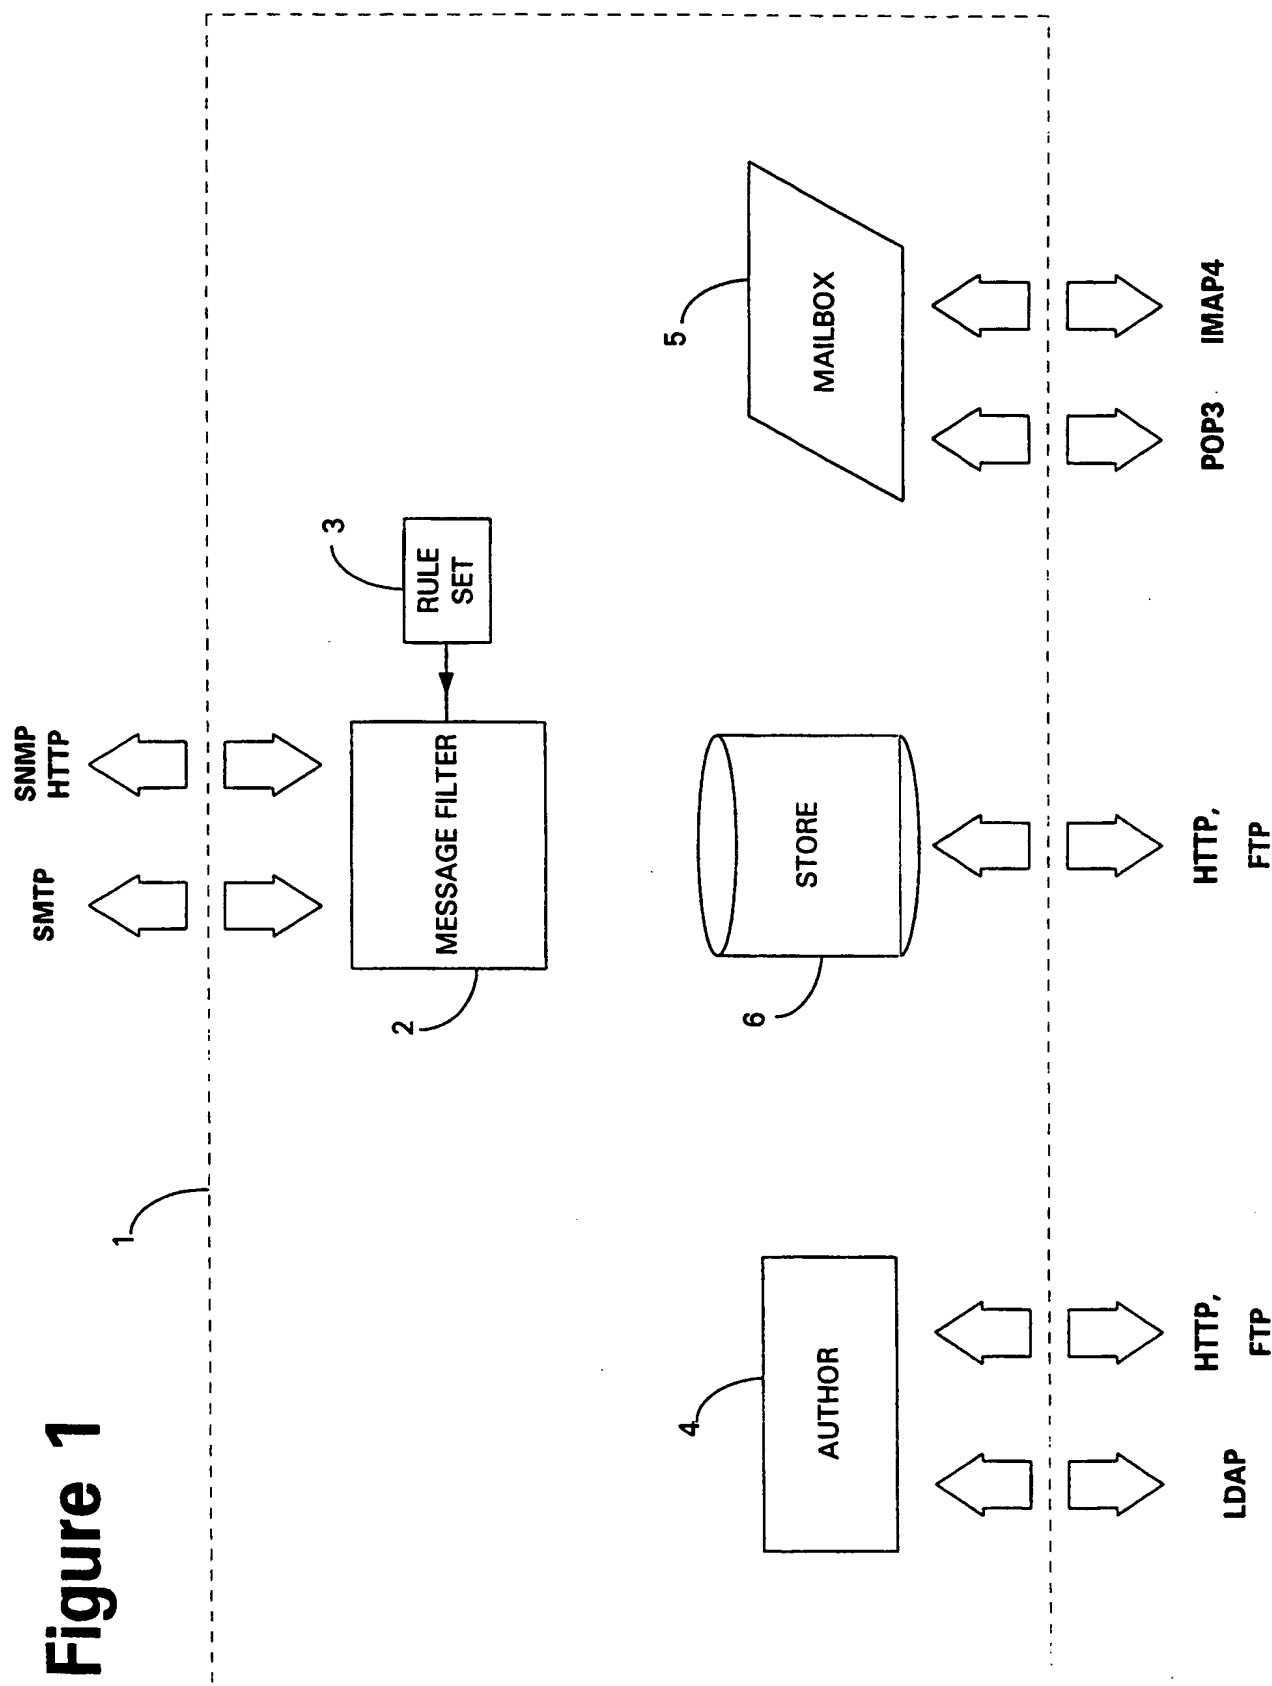 Figure 1
1
SMTP
SNMP
HTTP
2
MESSAGE FILTER
3
RULE
SET
4
AUTHOR
6
STORE
5
MAILBOX
LDAP
HTTP,
FTP
HTTP,
FTP
POP3
IMAP4